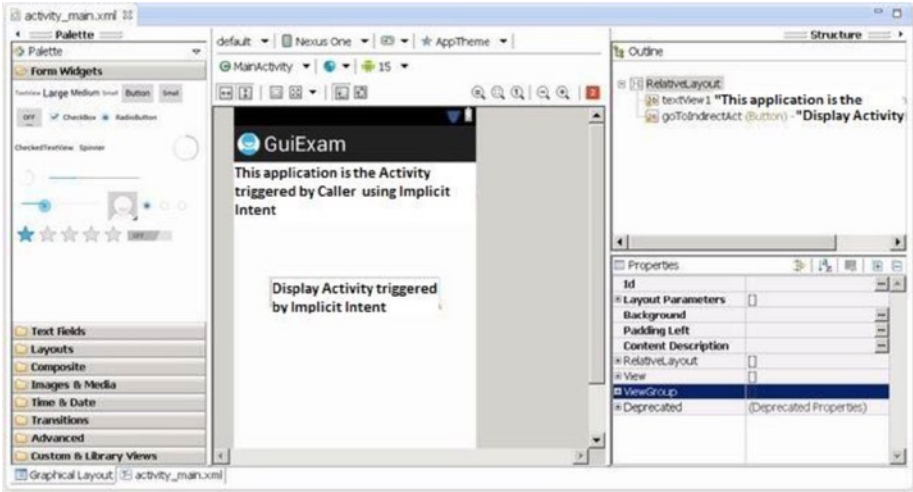 activity_main.xml
Palette
Palette
Form Widgets
TextView Large Medium Small Button Small
OFF CheckBox RadioButton
CheckedTextView Spinner
OFF
Text Fields
Layouts
Composite
Images & Media
Time & Date
Transitions
Advanced
Custom & Library Views
Graphical Layout activity_main.xml
default Nexus One AppTheme
MainActivity 15
2
GuiExam
This application is the Activity
triggered by Caller using Implicit
Intent
Display Activity triggered
by Implicit Intent
Structure
Outline
RelativeLayout
textView1 "This application is the
goToIndirectAct (Button) - "Display Activity
Properties
Id
Layout Parameters []
Background
Padding Left
Content Description
RelativeLayout []
View []
ViewGroup
Deprecated (Deprecated Properties)